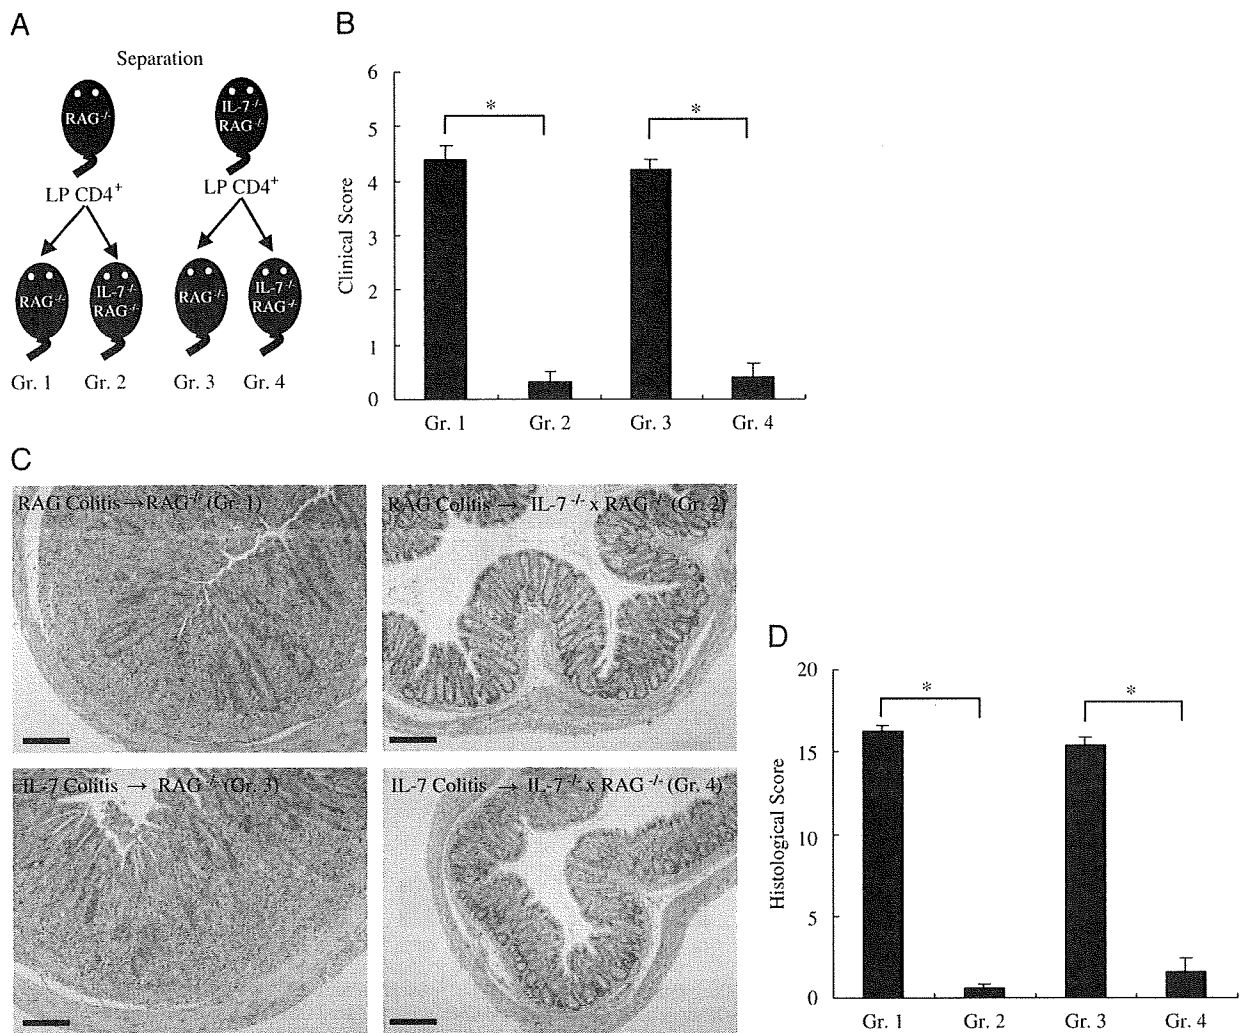 A
Separation
RAG-/-
IL-7-/-
RAG-/-
LP CD4+
LP CD4+
RAG-/-
IL-7-/-
RAG-/-
RAG-/-
IL-7-/-
RAG-/-
Gr. 1
Gr. 2
Gr. 3
Gr. 4
B
Clinical Score
6
5
4
3
2
1
0
*
*
Gr. 1
Gr. 2
Gr. 3
Gr. 4
C
RAG Colitis → RAG-/- (Gr. 1)
RAG Colitis → IL-7 -/- x RAG -/- (Gr. 2)
IL-7 Colitis → RAG -/- (Gr. 3)
IL-7 Colitis → IL-7 -/- x RAG -/- (Gr. 4)
D
Histological Score
20
15
10
5
0
*
*
Gr. 1
Gr. 2
Gr. 3
Gr. 4